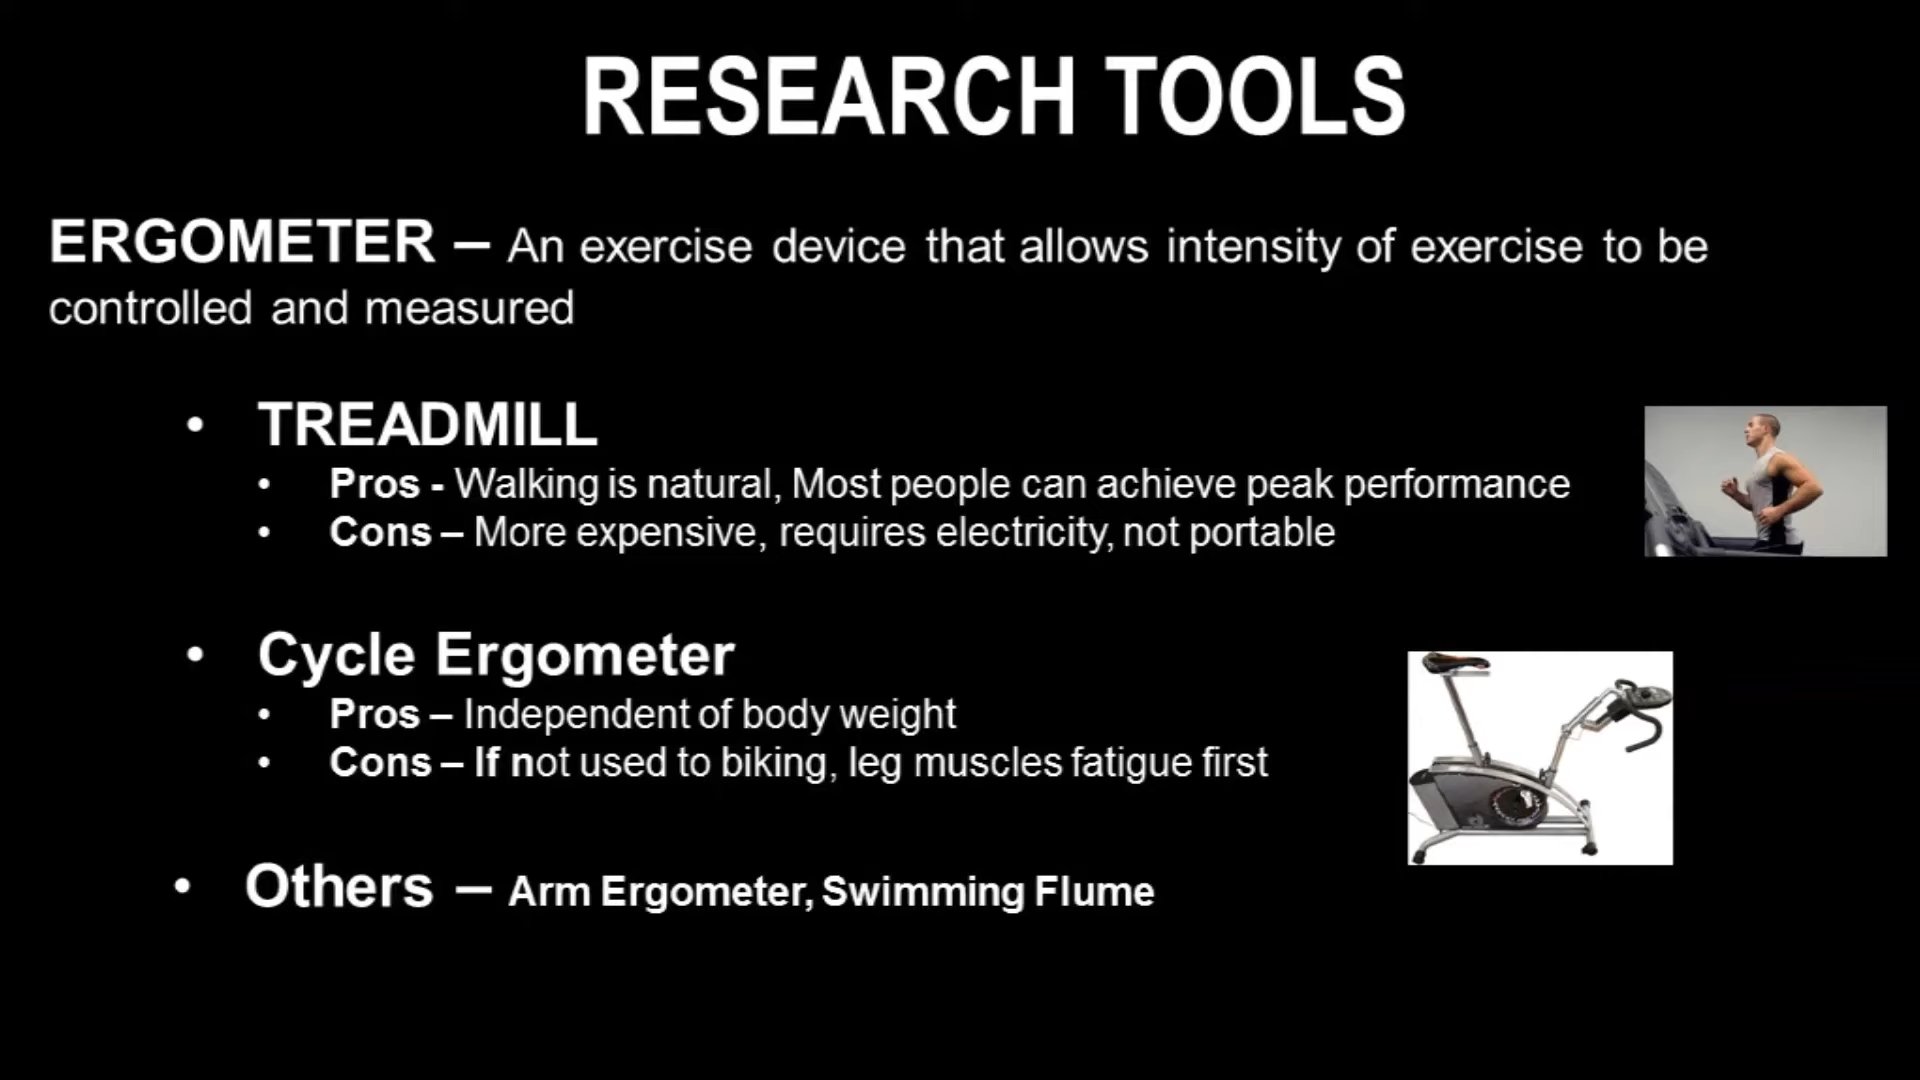 RESEARCH TOOLS
ERGOMETER – An exercise device that allows intensity of exercise to be
controlled and measured
• TREADMILL
• Pros - Walking is natural, Most people can achieve peak performance
• Cons – More expensive, requires electricity, not portable
• Cycle Ergometer
• Pros – Independent of body weight
• Cons – If not used to biking, leg muscles fatigue first
• Others – Arm Ergometer, Swimming Flume